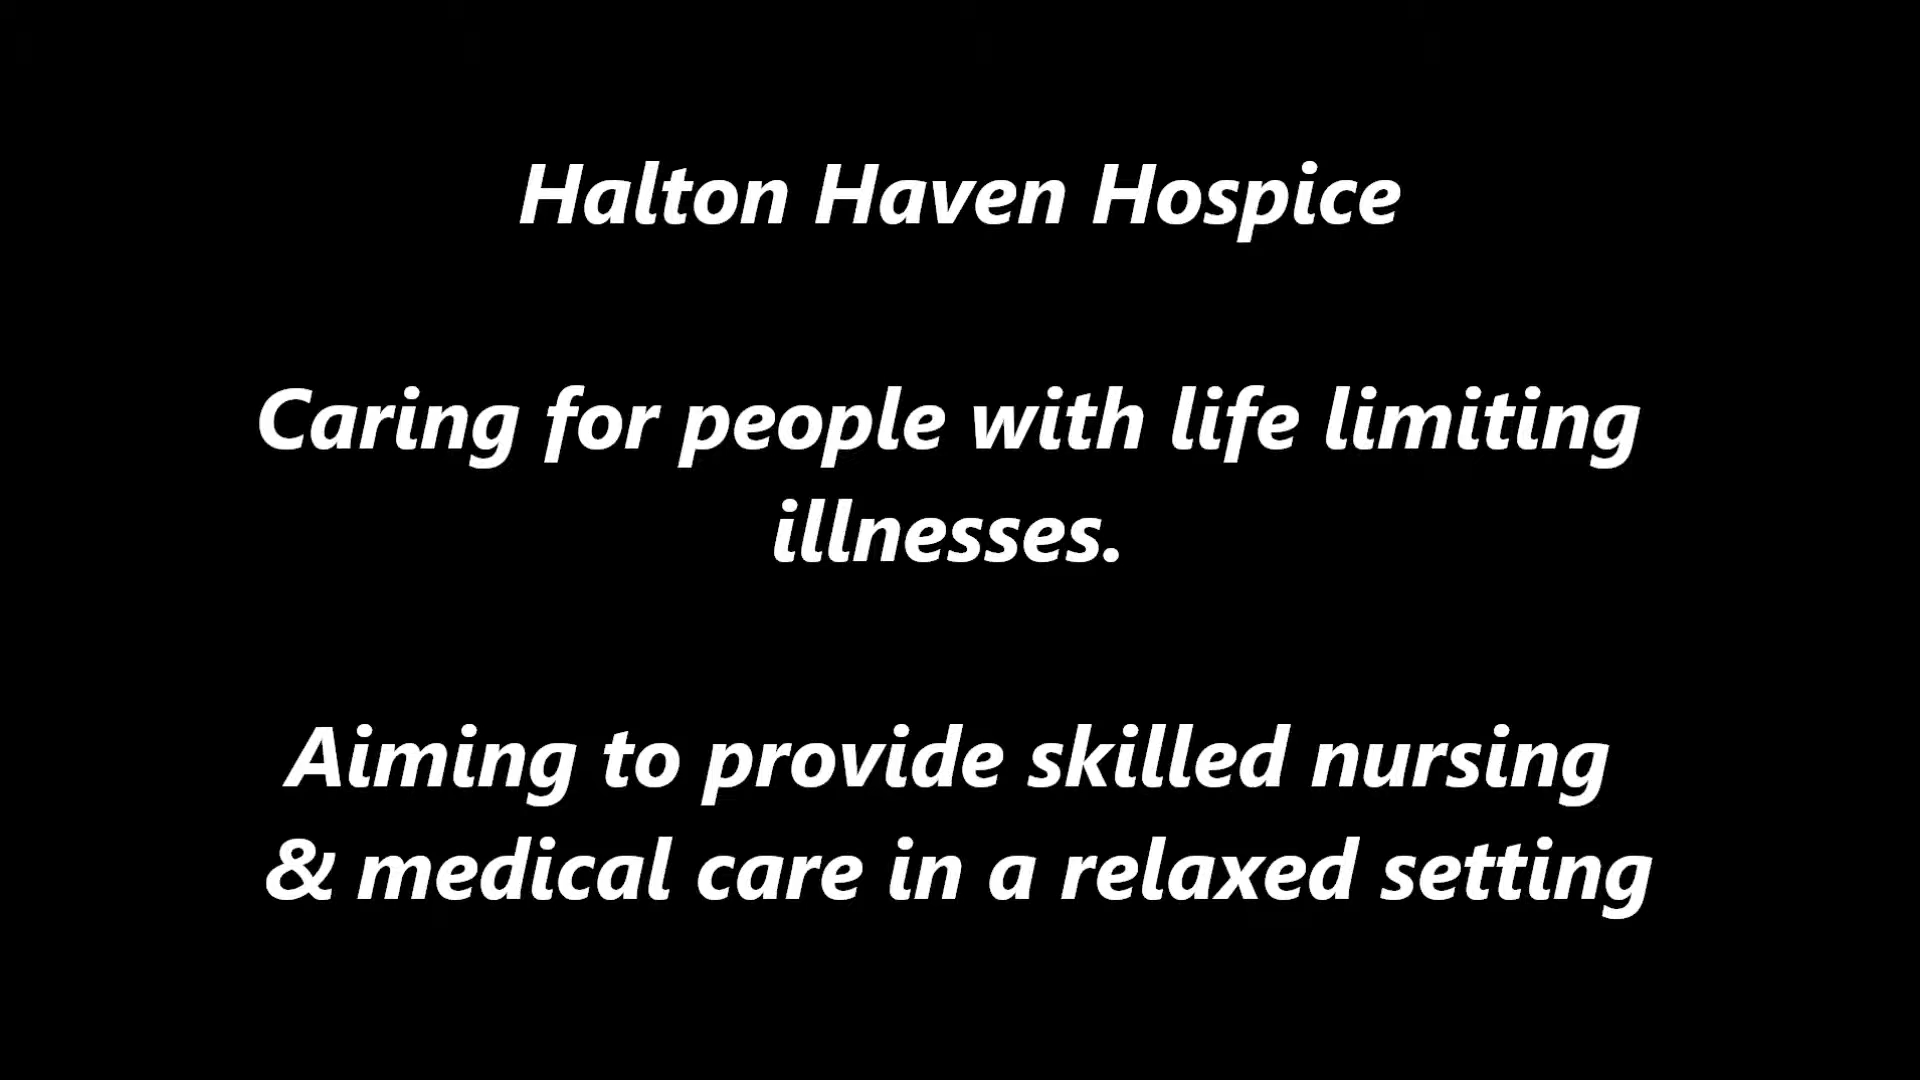 Halton Haven Hospice
Caring for people with life limiting
illnesses.
Aiming to provide skilled nursing
& medical care in a relaxed setting